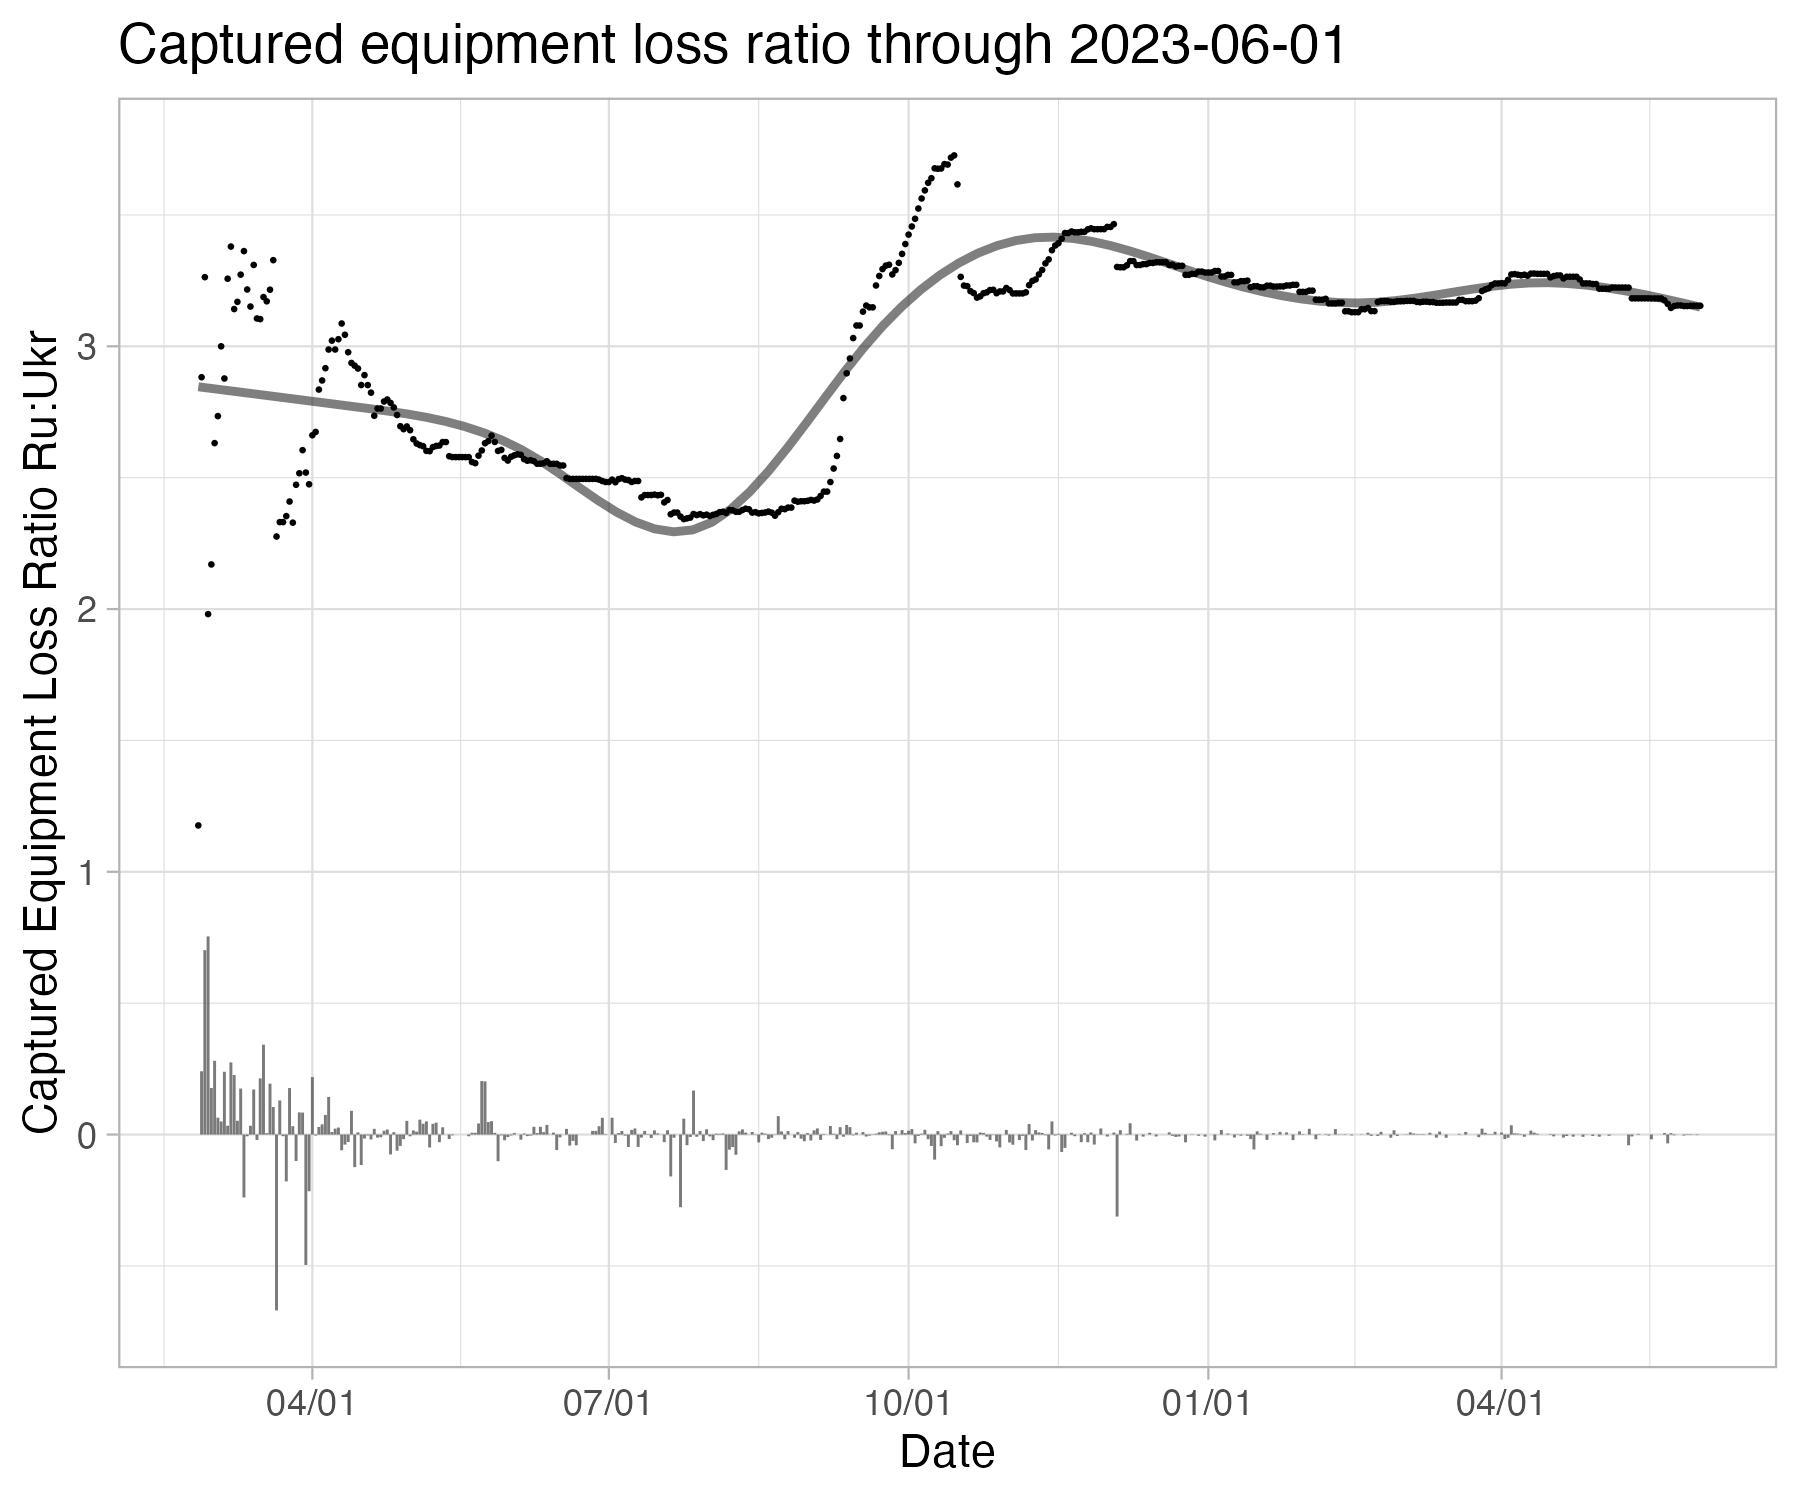 Captured equipment loss ratio through 2023-06-01
Captured Equipment Loss Ratio Ru:Ukr
3
2
1
0
04/01 07/01 10/01 01/01 04/01
Date